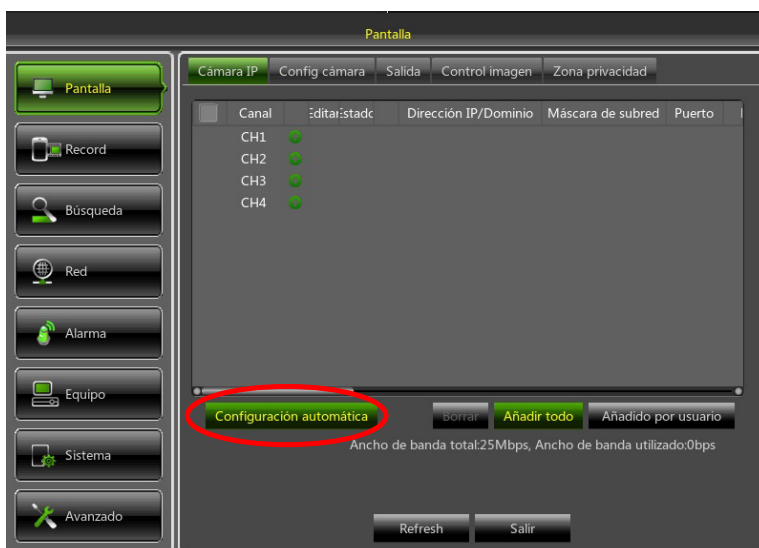 Pantalla
Pantalla
Record
Búsqueda
Red
Alarma
Equipo
Sistema
Avanzado
Cámara IP Config cámara Salida Control imagen Zona privacidad
Canal Editar Estado Dirección IP/Dominio Máscara de subred Puerto
CH1
CH2
CH3
CH4
Configuración automática Borrar Añadir todo Añadido por usuario
Ancho de banda total:25Mbps, Ancho de banda utilizado:0bps
Refresh Salir